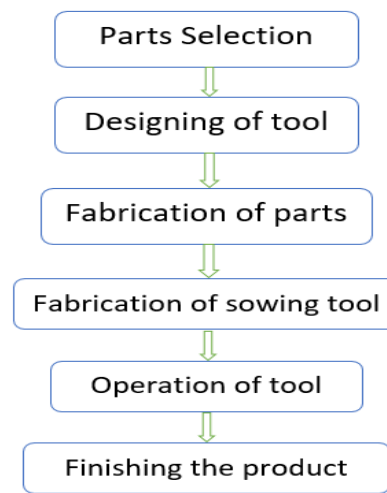 Parts Selection
Designing of tool
Fabrication of parts
Fabrication of sowing tool
Operation of tool
Finishing the product